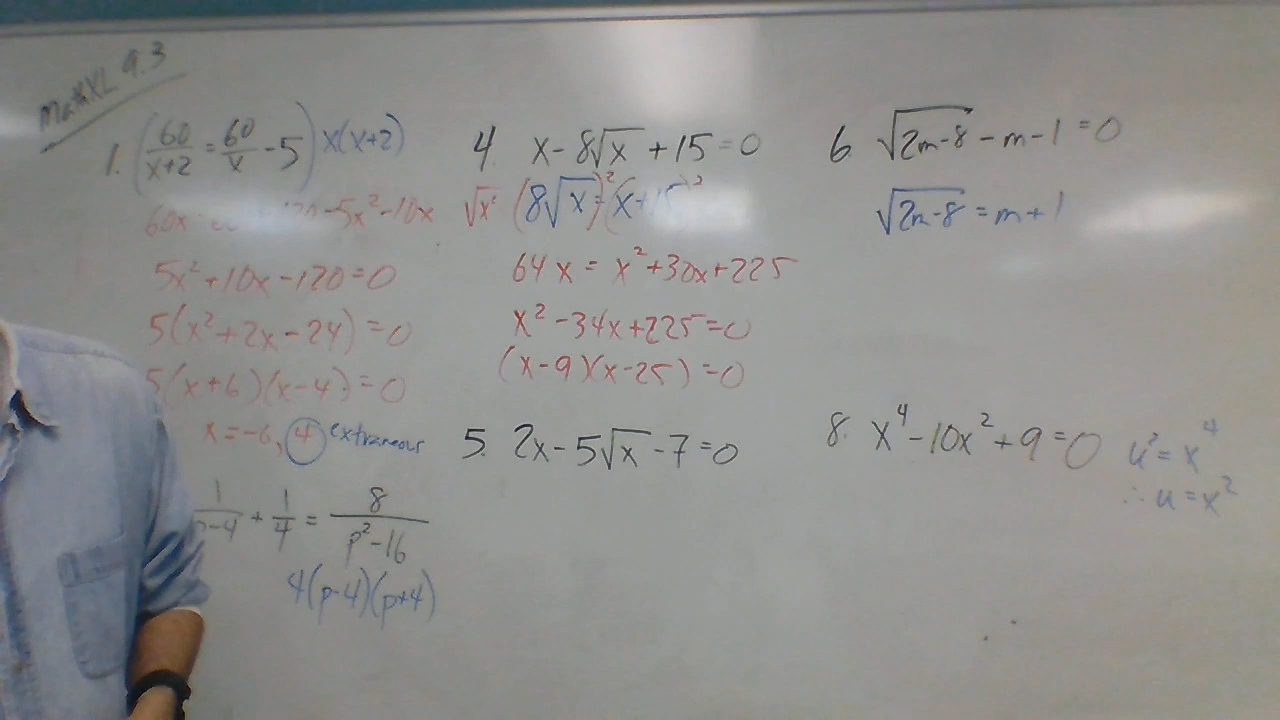 MathXL 9.3
1. (60/(x+2) = 60/x - 5) x(x+2)
60x -5x²-10x
5x²+10x-120=0
5(x²+2x-24)=0
5(x+6)(x-4)=0
x=-6, 4 extraneous
1/ -4 + 1/4 = 8/(p²-16)
4(p-4)(p+4)
4. x-8√x+15=0
(8√x)²=(x+15)²
64x = x²+30x+225
x²-34x+225=0
(x-9)(x-25)=0
5. 2x-5√x-7=0
6. √(2m-8) - m - 1 = 0
√(2m-8) = m+1
8. x⁴-10x²+9=0
u²=x⁴
∴ u=x²